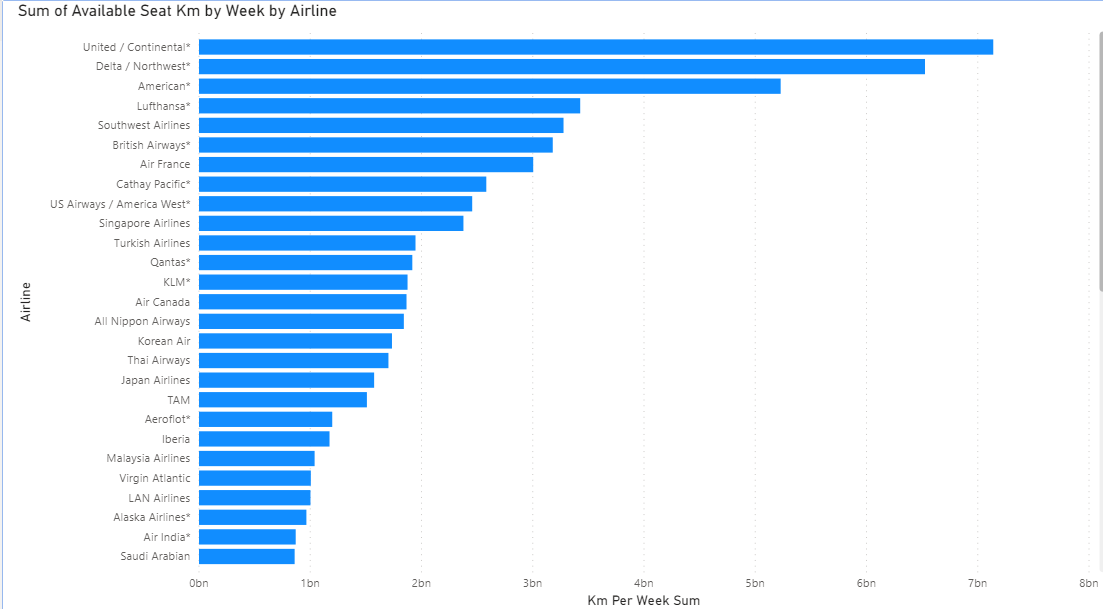 Sum of Available Seat Km by Week by Airline
United / Continental*
Delta / Northwest*
American*
Lufthansa*
Southwest Airlines
British Airways*
Air France
Cathay Pacific*
US Airways / America West*
Singapore Airlines
Turkish Airlines
Qantas*
KLM*
Air Canada
All Nippon Airways
Korean Air
Thai Airways
Japan Airlines
TAM
Aeroflot*
Iberia
Malaysia Airlines
Virgin Atlantic
LAN Airlines
Alaska Airlines*
Air India*
Saudi Arabian
Airline
0bn 1bn 2bn 3bn 4bn 5bn 6bn 7bn 8bn
Km Per Week Sum